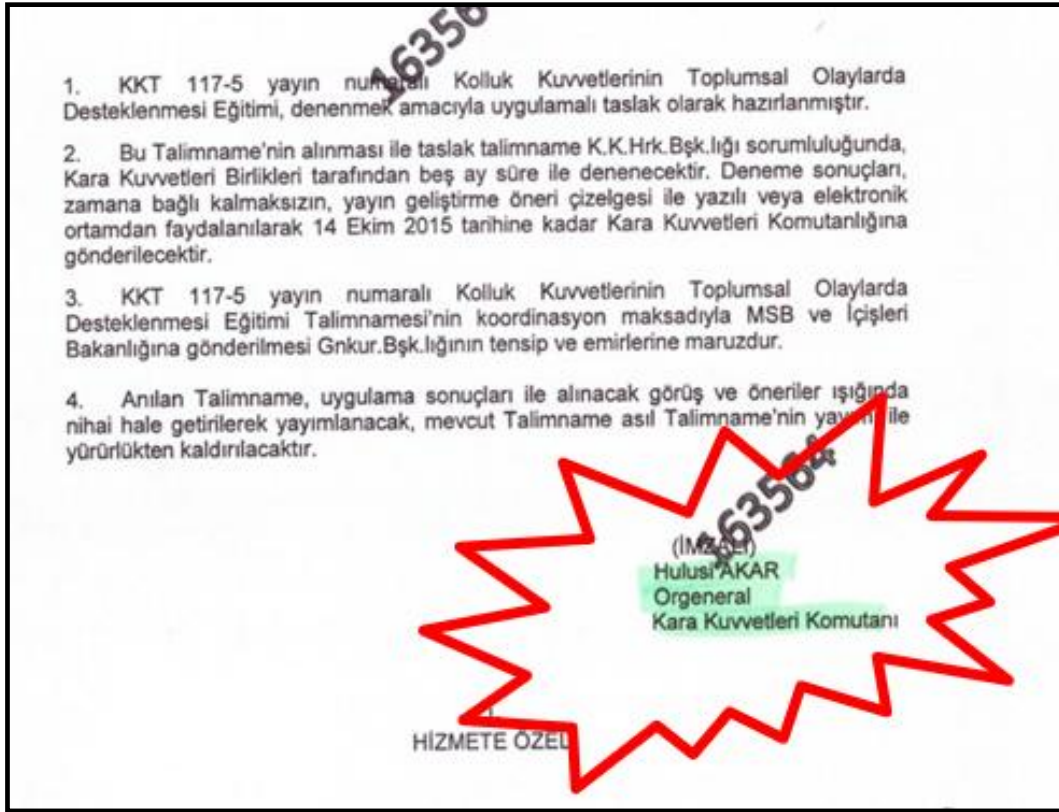 16356
1. KKT 117-5 yayın numaralı Kolluk Kuvvetlerinin Toplumsal Olaylarda
Desteklenmesi Eğitimi, denenmek amacıyla uygulamalı taslak olarak hazırlanmıştır.
2. Bu Talimname'nin alınması ile taslak talimname K.K.Hrk.Bşk.lığı sorumluluğunda,
Kara Kuvvetleri Birlikleri tarafından beş ay süre ile denenecektir. Deneme sonuçları,
zamana bağlı kalmaksızın, yayın geliştirme öneri çizelgesi ile yazılı veya elektronik
ortamdan faydalanılarak 14 Ekim 2015 tarihine kadar Kara Kuvvetleri Komutanlığına
gönderilecektir.
3. KKT 117-5 yayın numaralı Kolluk Kuvvetlerinin Toplumsal Olaylarda
Desteklenmesi Eğitimi Talimnamesi'nin koordinasyon maksadıyla MSB ve İçişleri
Bakanlığına gönderilmesi Gnkur.Bşk.lığının tensip ve emirlerine maruzdur.
4. Anılan Talimname, uygulama sonuçları ile alınacak görüş ve öneriler ışığında
nihai hale getirilerek yayımlanacak, mevcut Talimname asıl Talimname'nin yayımı ile
yürürlükten kaldırılacaktır.
163564
(İMZALI)
Hulusi AKAR
Orgeneral
Kara Kuvvetleri Komutanı
HİZMETE ÖZEL